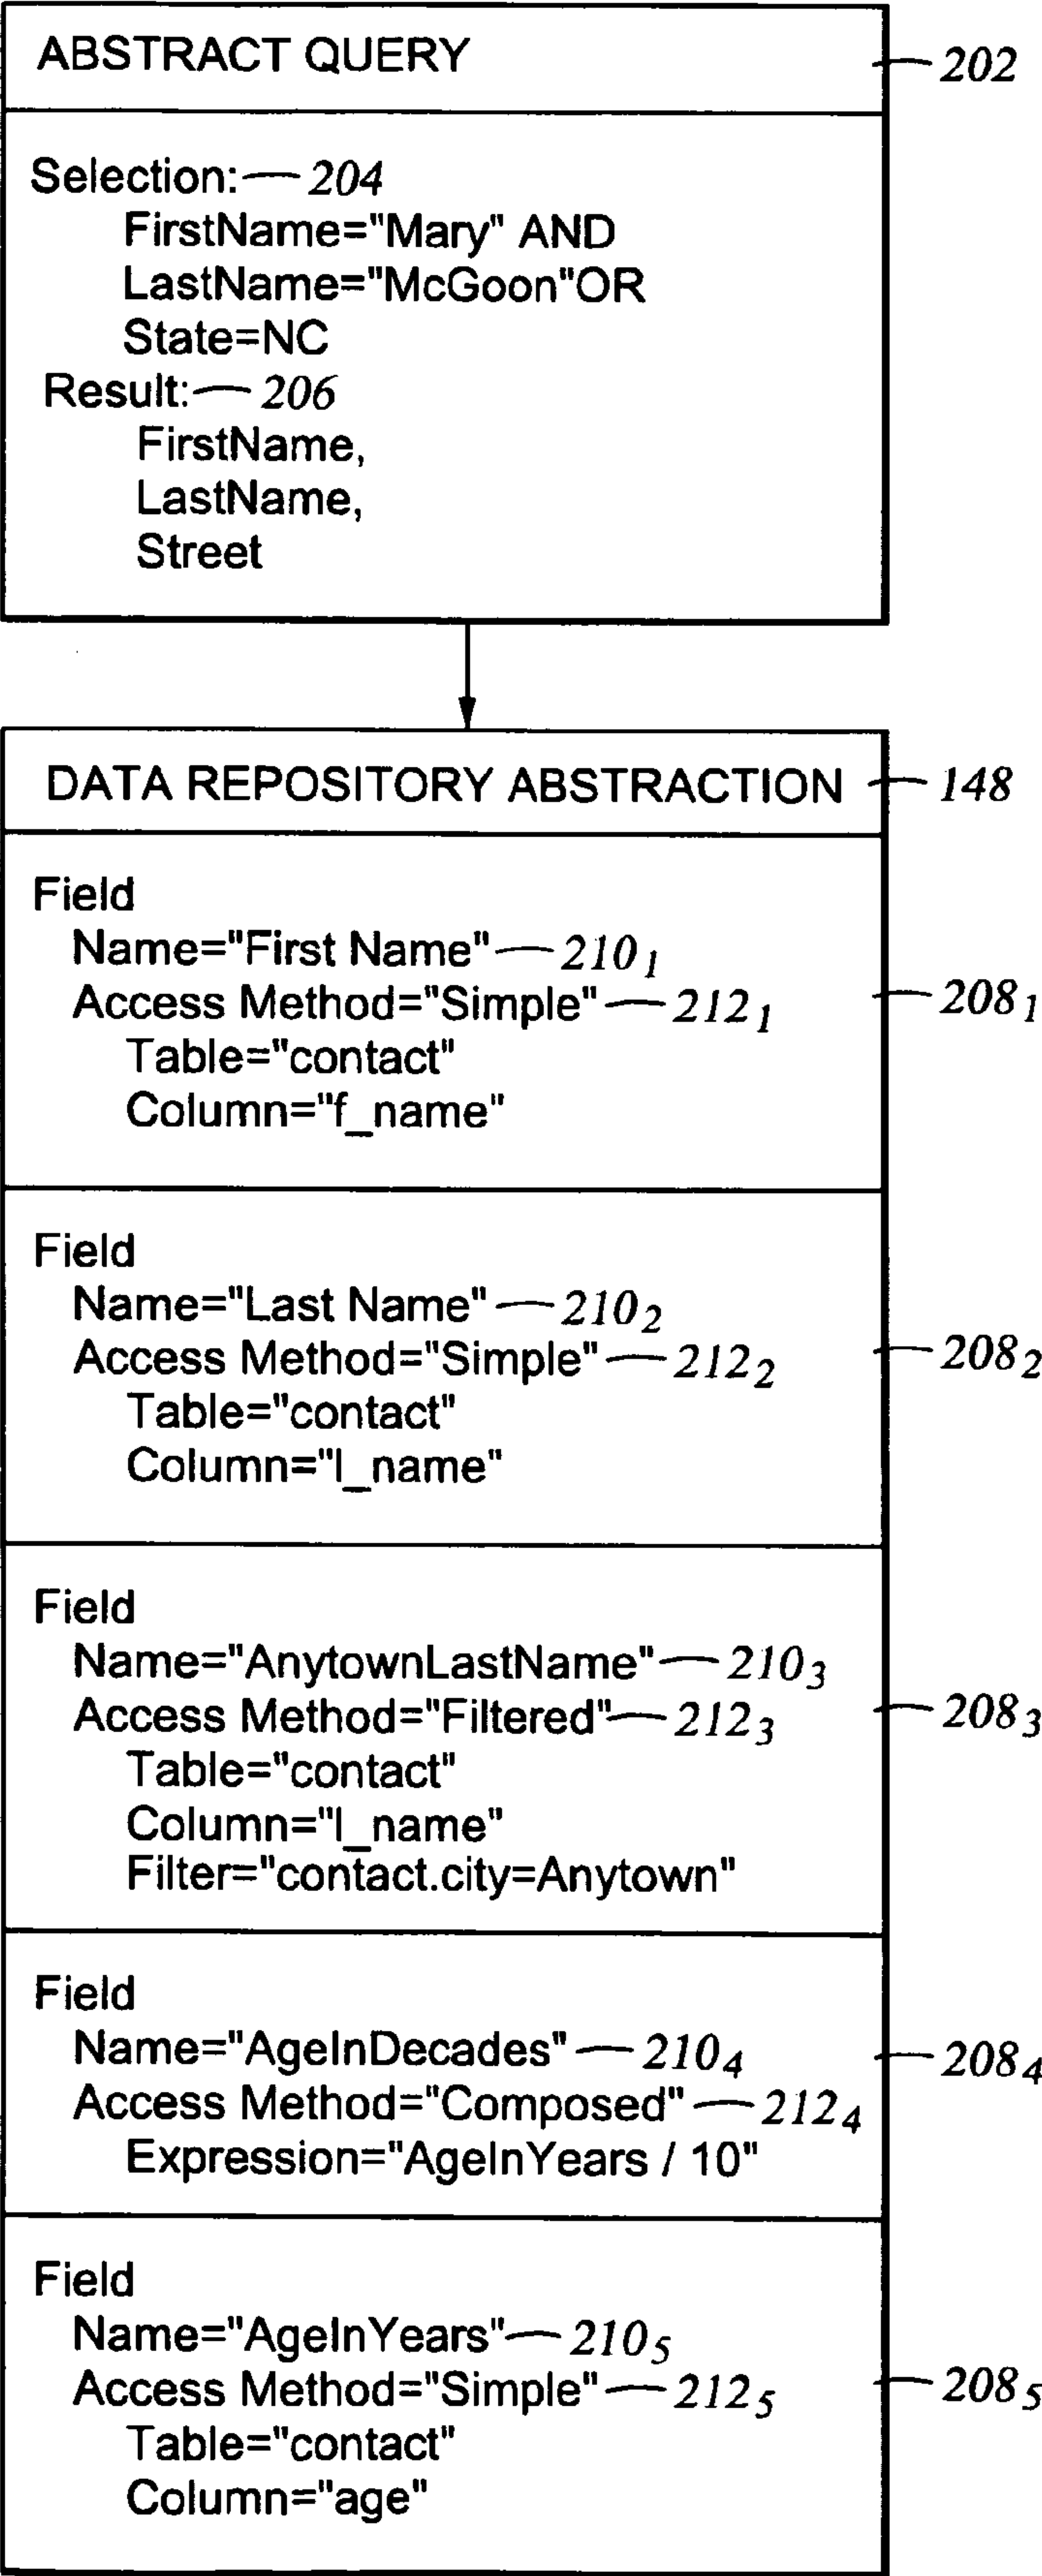 ABSTRACT QUERY 202
Selection: 204
FirstName="Mary" AND
LastName="McGoon"OR
State=NC
Result: 206
FirstName,
LastName,
Street
DATA REPOSITORY ABSTRACTION 148
Field
Name="First Name" 210₁
Access Method="Simple" 212₁ 208₁
Table="contact"
Column="f_name"
Field
Name="Last Name" 210₂
Access Method="Simple" 212₂ 208₂
Table="contact"
Column="l_name"
Field
Name="AnytownLastName" 210₃
Access Method="Filtered" 212₃ 208₃
Table="contact"
Column="l_name"
Filter="contact.city=Anytown"
Field
Name="AgeInDecades" 210₄ 208₄
Access Method="Composed" 212₄
Expression="AgeInYears / 10"
Field
Name="AgeInYears" 210₅
Access Method="Simple" 212₅ 208₅
Table="contact"
Column="age"